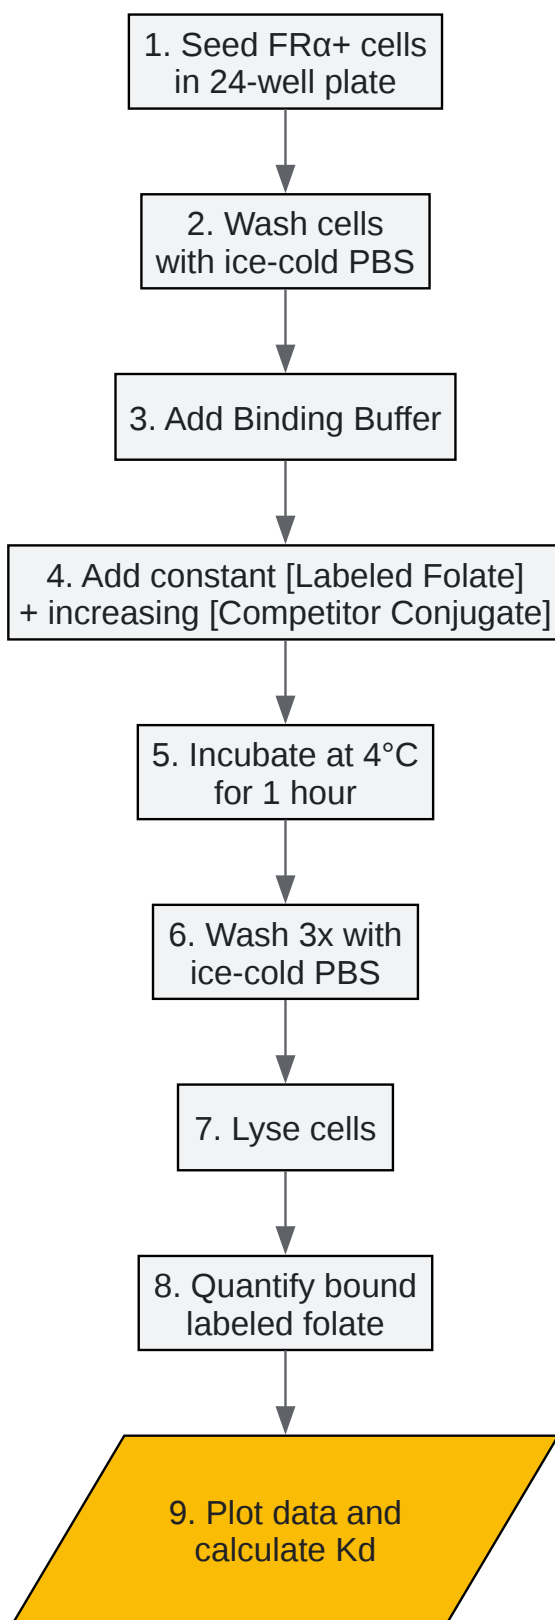 1. Seed FRα+ cells
in 24-well plate
2. Wash cells
with ice-cold PBS
3. Add Binding Buffer
4. Add constant [Labeled Folate]
+ increasing [Competitor Conjugate]
5. Incubate at 4°C
for 1 hour
6. Wash 3x with
ice-cold PBS
7. Lyse cells
8. Quantify bound
labeled folate
9. Plot data and
calculate Kd